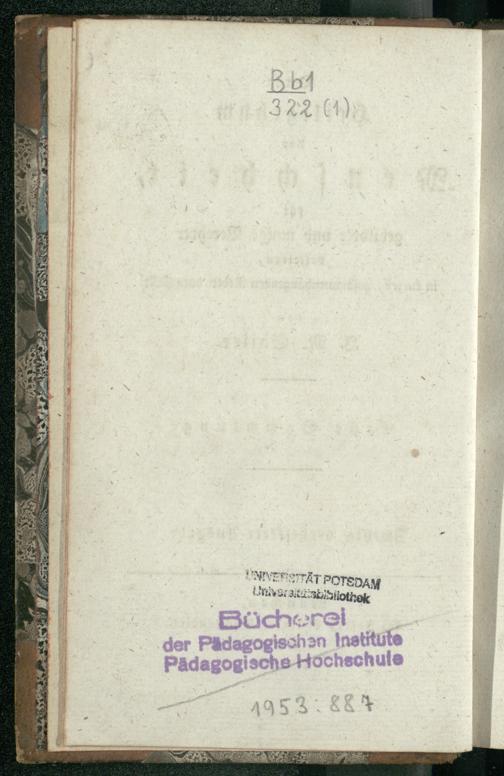 Bb1
322 (1)
UNIVERSITÄT POTSDAM
Universitätsbibliothek
Bücherei
der Pädagogischen Institute
Pädagogische Hochschule
1953:887